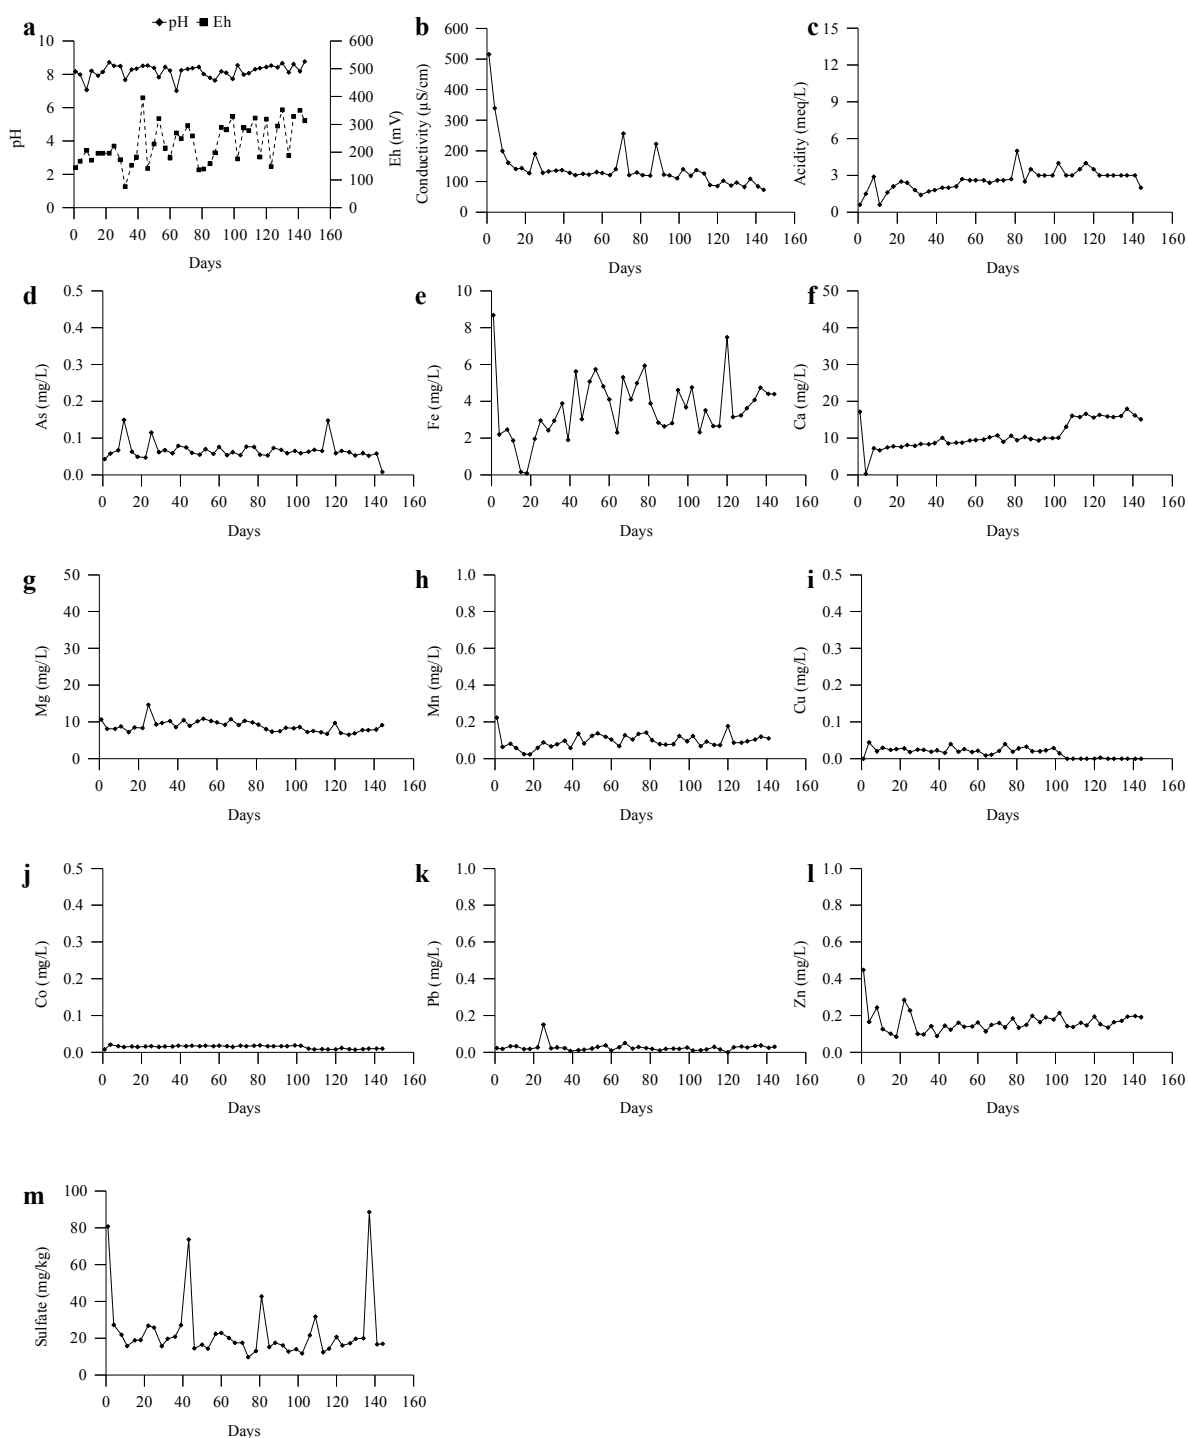 pH Eh
a
10
8
6
4
2
0
pH
600
500
400
300
200
100
0
Eh (mV)
0 20 40 60 80 100 120 140 160
Days
b
600
500
400
300
200
100
0
Conductivity (µS/cm)
0 20 40 60 80 100 120 140 160
Days
c
15
12
9
6
3
0
Acidity (meq/L)
0 20 40 60 80 100 120 140 160
Days
d
0.5
0.4
0.3
0.2
0.1
0.0
As (mg/L)
0 20 40 60 80 100 120 140 160
Days
e
10
8
6
4
2
0
Fe (mg/L)
0 20 40 60 80 100 120 140 160
Days
f
50
40
30
20
10
0
Ca (mg/L)
0 20 40 60 80 100 120 140 160
Days
g
50
40
30
20
10
0
Mg (mg/L)
0 20 40 60 80 100 120 140 160
Days
h
1.0
0.8
0.6
0.4
0.2
0.0
Mn (mg/L)
0 20 40 60 80 100 120 140 160
Days
i
0.5
0.4
0.3
0.2
0.1
0.0
Cu (mg/L)
0 20 40 60 80 100 120 140 160
Days
j
0.5
0.4
0.3
0.2
0.1
0.0
Co (mg/L)
0 20 40 60 80 100 120 140 160
Days
k
1.0
0.8
0.6
0.4
0.2
0.0
Pb (mg/L)
0 20 40 60 80 100 120 140 160
Days
l
1.0
0.8
0.6
0.4
0.2
0.0
Zn (mg/L)
0 20 40 60 80 100 120 140 160
Days
m
100
80
60
40
20
0
Sulfate (mg/kg)
0 20 40 60 80 100 120 140 160
Days